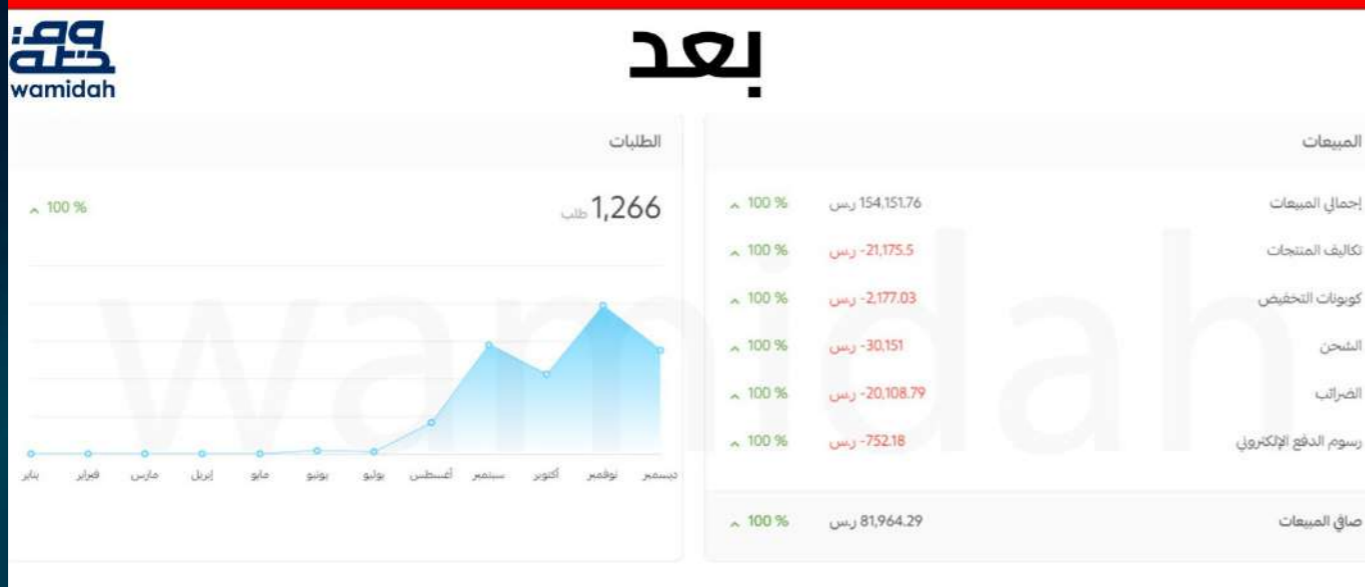 وميضة
wamidah
بعد
المبيعات
إجمالي المبيعات 154,151.76 ر.س 100 %
تكاليف المنتجات -21,175.5 ر.س 100 %
كوبونات التخفيض -2,177.03 ر.س 100 %
الشحن -30,151 ر.س 100 %
الضرائب -20,108.79 ر.س 100 %
رسوم الدفع الإلكتروني -752.18 ر.س 100 %
صافي المبيعات 81,964.29 ر.س 100 %
الطلبات
1,266 طلب 100 %
يناير فبراير مارس إبريل مايو يونيو يوليو أغسطس سبتمبر أكتوبر نوفمبر ديسمبر
wamidah